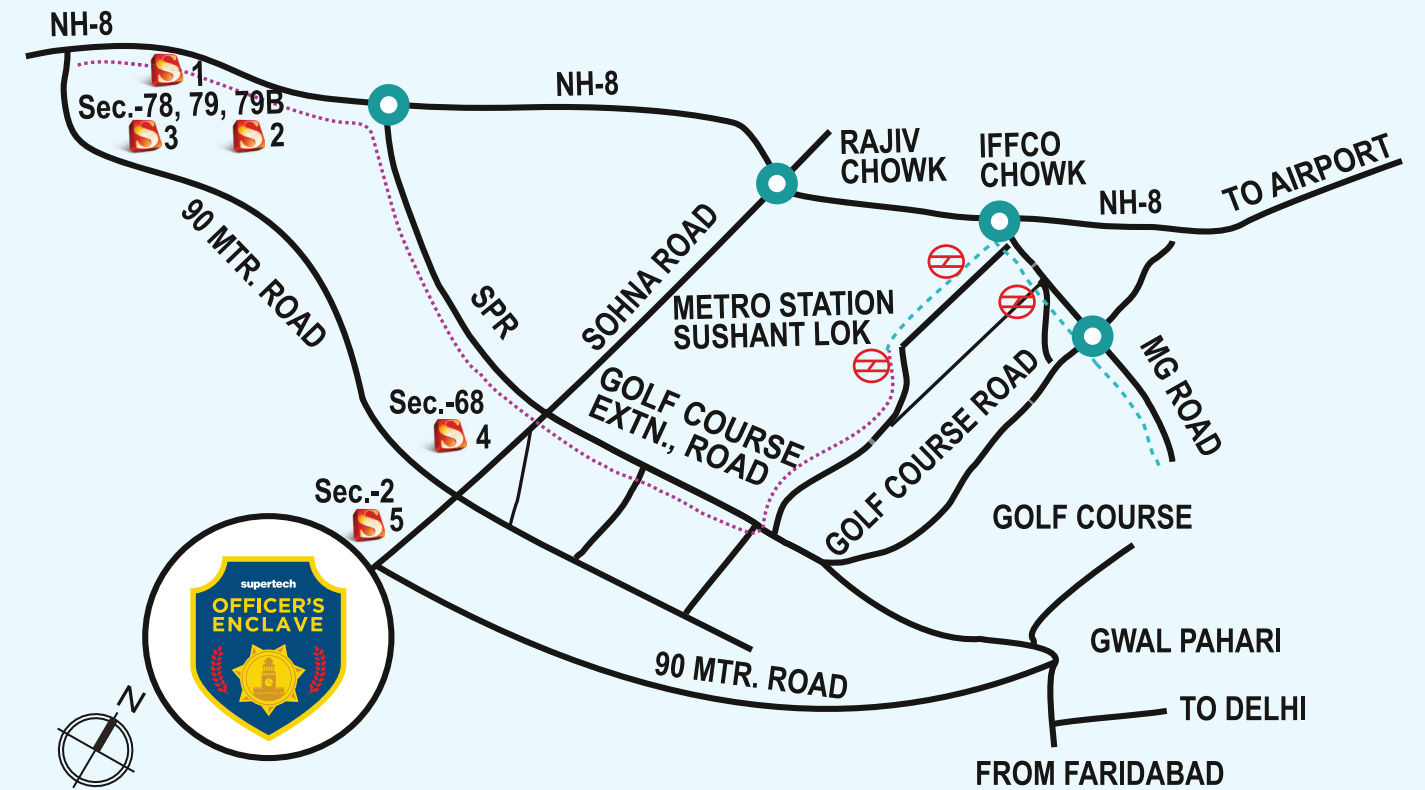 NH-8
1
Sec.-78, 79, 79B
3
2
NH-8
RAJIV
CHOWK
IFFCO
CHOWK
NH-8
TO AIRPORT
90 MTR. ROAD
SPR
SOHNA ROAD
METRO STATION
SUSHANT LOK
MG ROAD
Sec.-68
4
GOLF COURSE
EXTN., ROAD
GOLF COURSE ROAD
Sec.-2
5
GOLF COURSE
supertech
OFFICER'S
ENCLAVE
90 MTR. ROAD
GWAL PAHARI
TO DELHI
FROM FARIDABAD
N